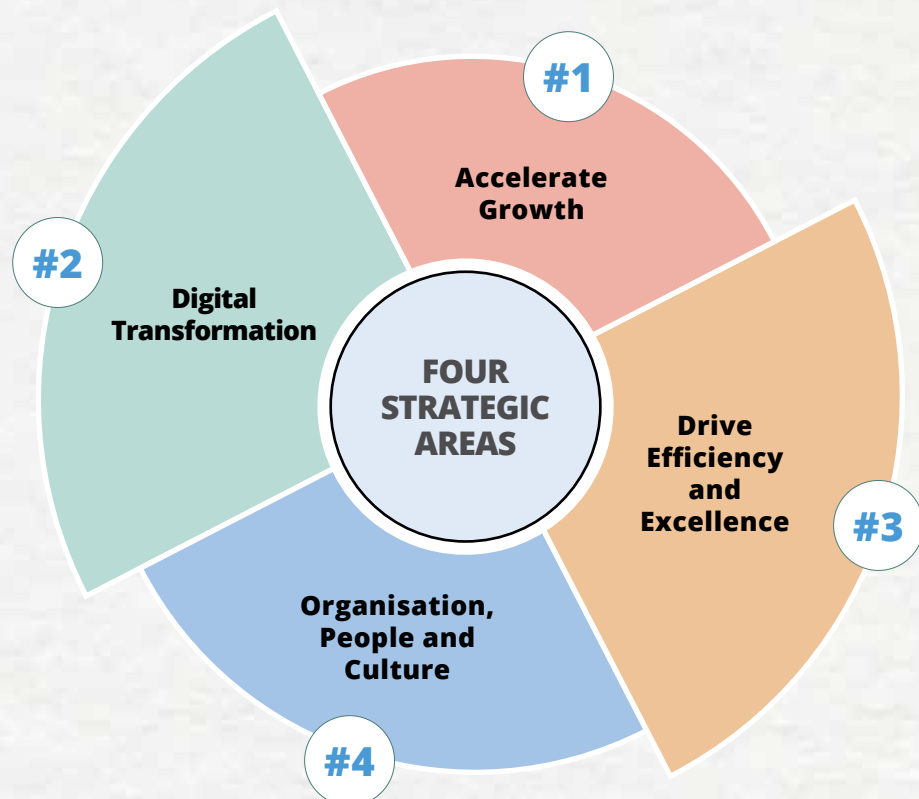 #1
Accelerate
Growth
#2
Digital
Transformation
FOUR
STRATEGIC
AREAS
Drive
Efficiency
and
Excellence
#3
Organisation,
People and
Culture
#4